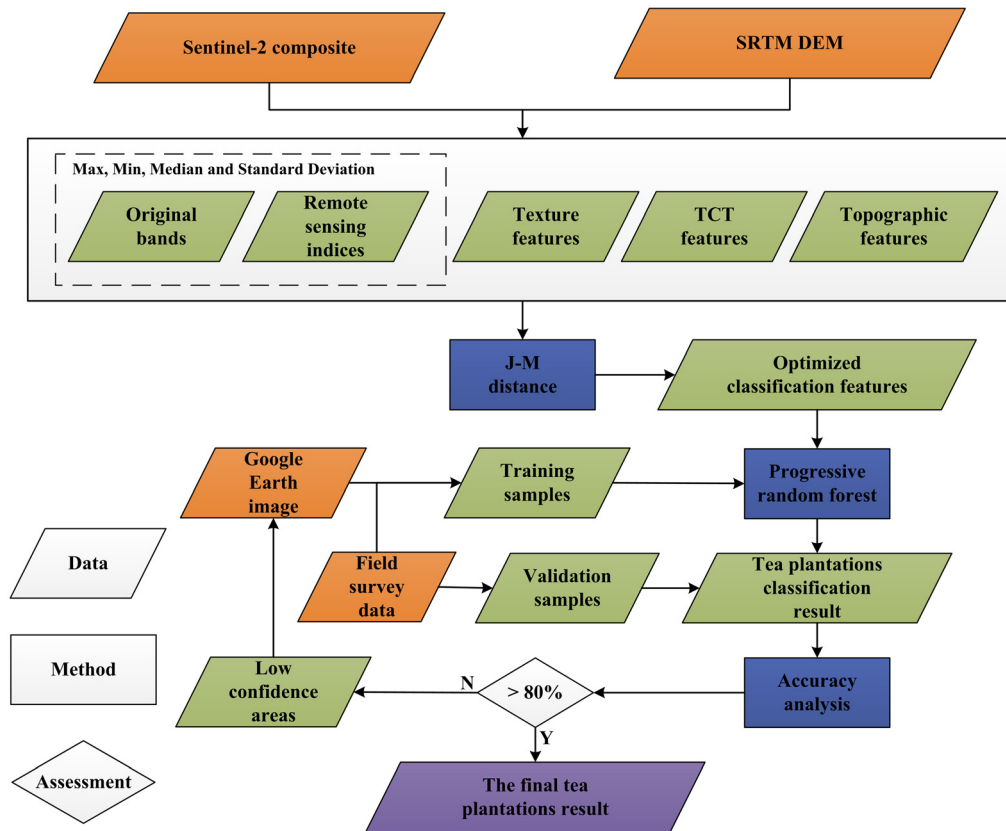 Sentinel-2 composite
SRTM DEM
Max, Min, Median and Standard Deviation
Original
bands
Remote
sensing
indices
Texture
features
TCT
features
Topographic
features
J-M
distance
Optimized
classification features
Google
Earth
image
Training
samples
Progressive
random forest
Data
Field
survey
data
Validation
samples
Tea plantations
classification
result
Method
Low
confidence
areas
N
> 80%
Accuracy
analysis
Y
Assessment
The final tea
plantations result